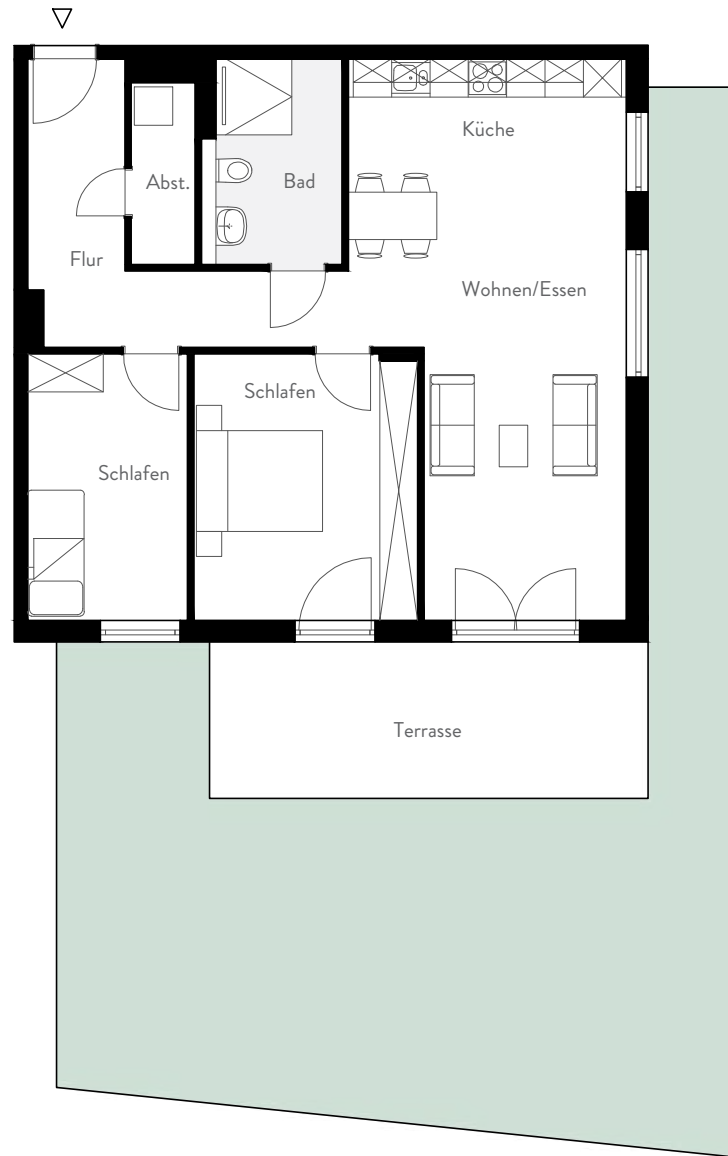 Küche
Abst.
Bad
Flur
Wohnen/Essen
Schlafen
Schlafen
Terrasse